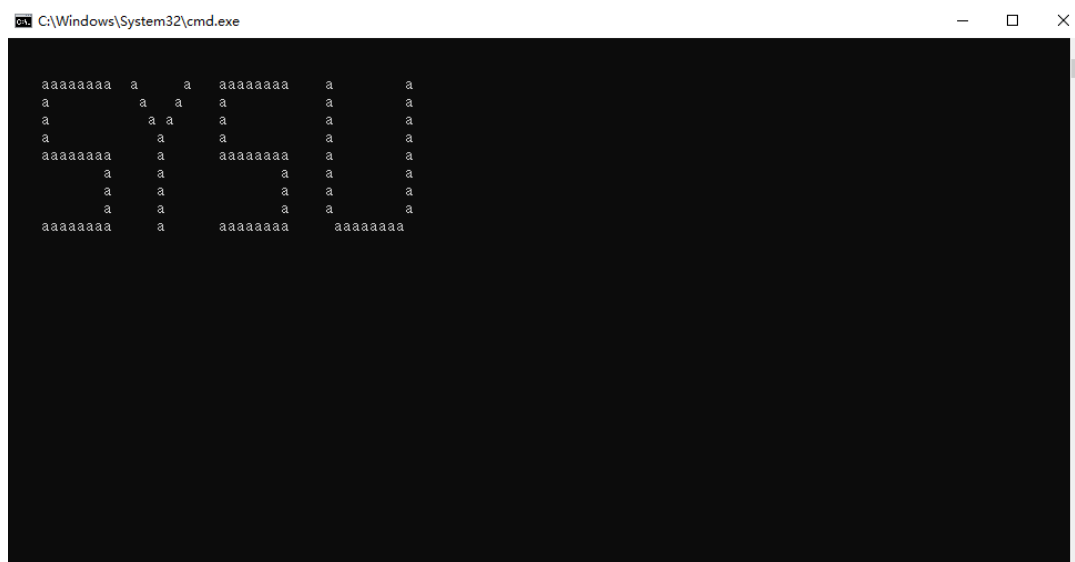 C:\Windows\System32\cmd.exe
aaaaaaaa  a     a   aaaaaaaa    a        a
a          a   a    a           a        a
a           a a     a           a        a
a            a      a           a        a
aaaaaaaa     a      aaaaaaaa    a        a
       a     a             a    a        a
       a     a             a    a        a
       a     a             a    a        a
aaaaaaaa     a      aaaaaaaa     aaaaaaaa